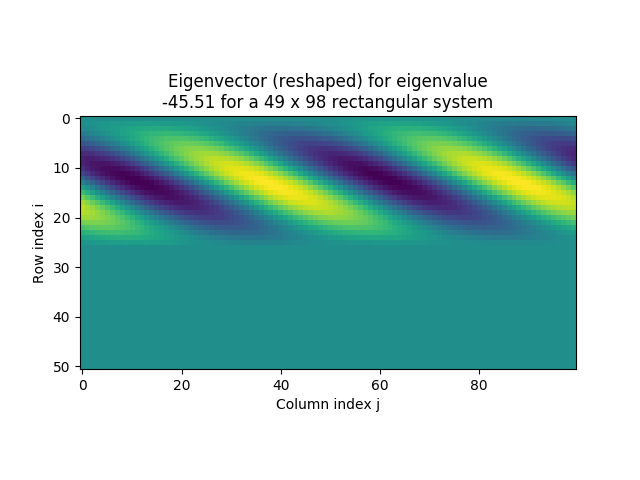 Eigenvector (reshaped) for eigenvalue
-45.51 for a 49 x 98 rectangular system
0
10
20
30
40
50
Row index i
0
20
40
60
80
Column index j